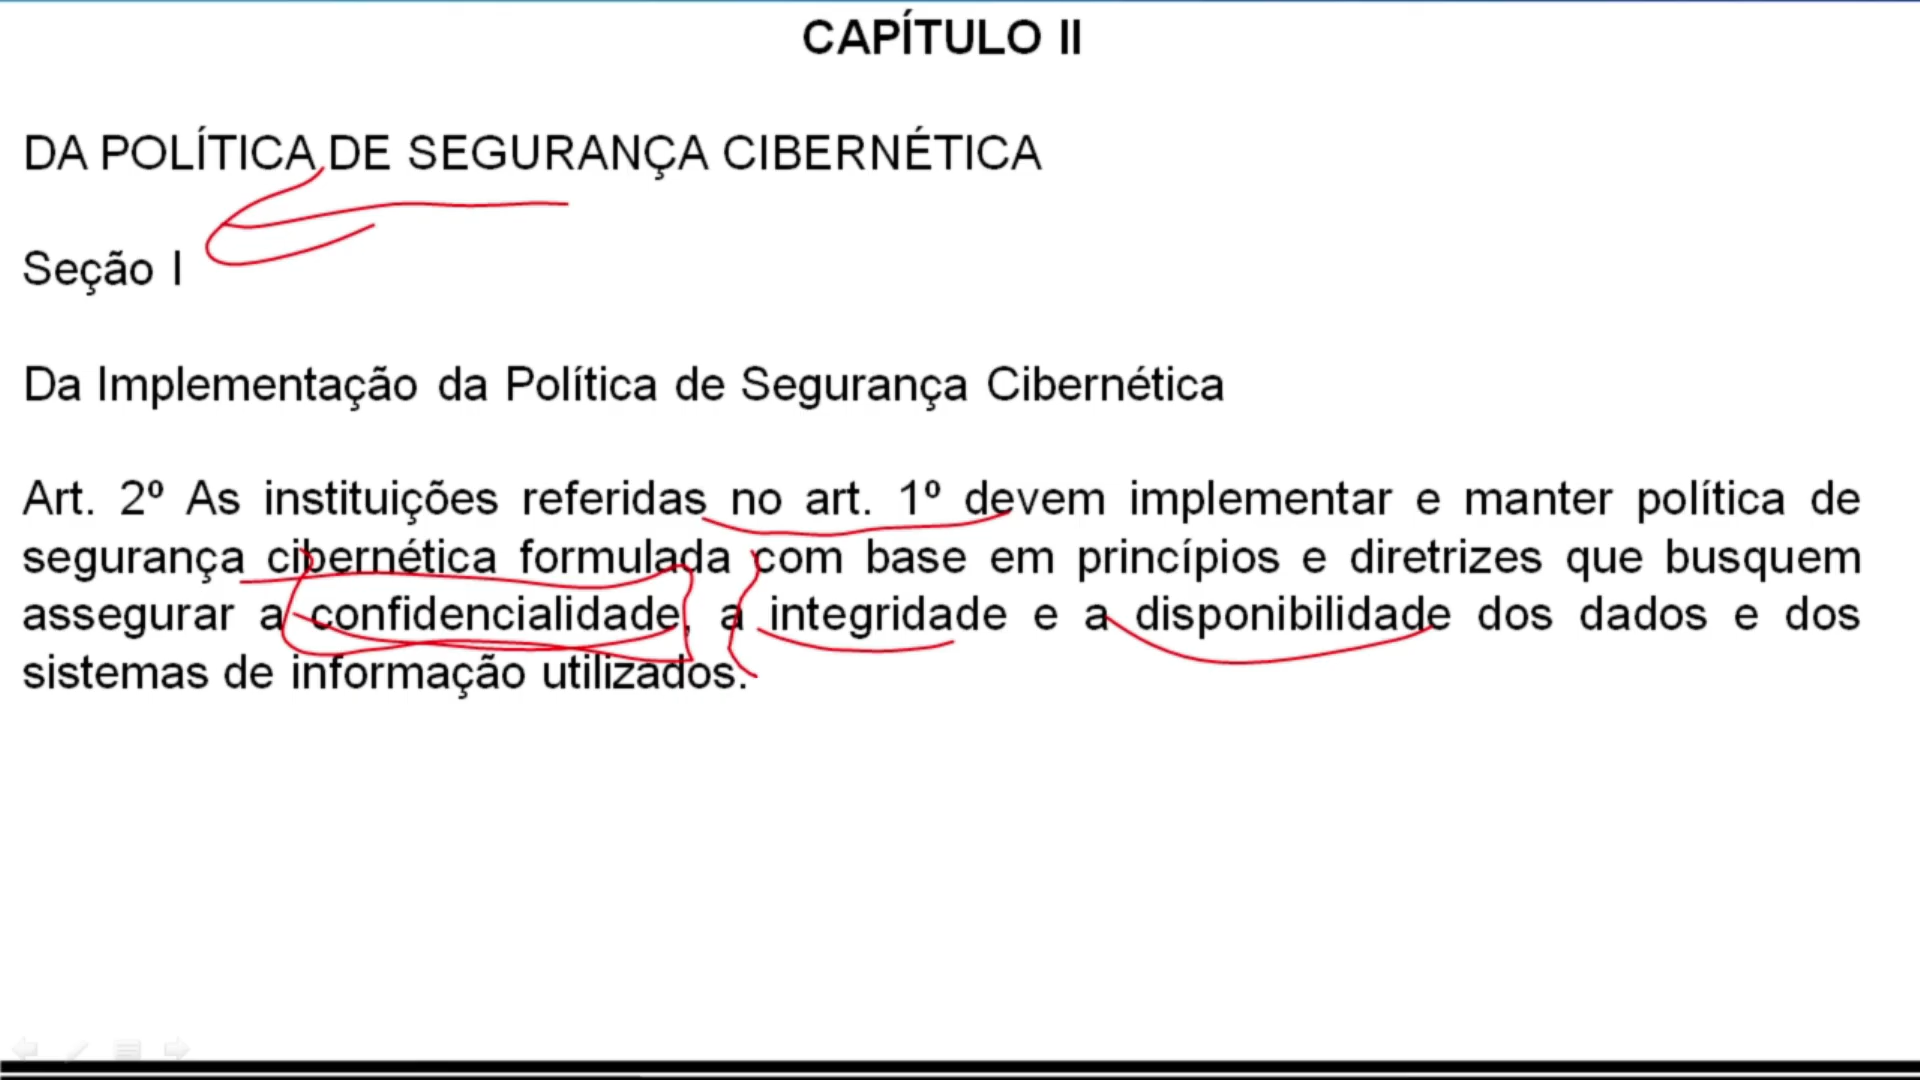 CAPÍTULO II
DA POLÍTICA DE SEGURANÇA CIBERNÉTICA
Seção I
Da Implementação da Política de Segurança Cibernética
Art. 2º As instituições referidas no art. 1º devem implementar e manter política de
segurança cibernética formulada com base em princípios e diretrizes que busquem
assegurar a confidencialidade, a integridade e a disponibilidade dos dados e dos
sistemas de informação utilizados.